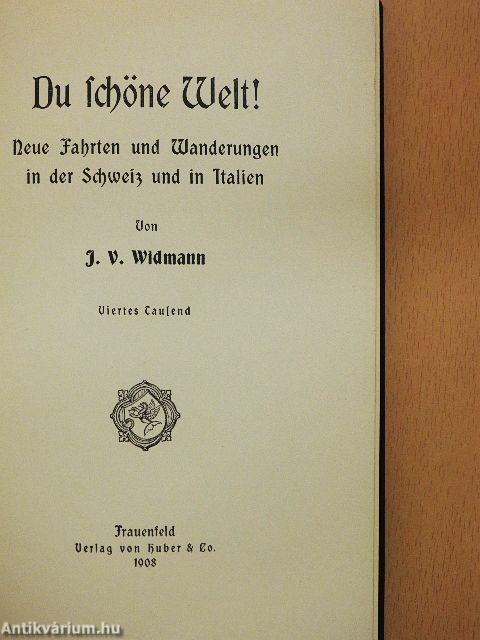 Du schöne Welt!
Neue Fahrten und Wanderungen
in der Schweiz und in Italien
Von
J. V. Widmann
Viertes Tausend
Frauenfeld
Verlag von Huber & Co.
1908
Antikvárium.hu